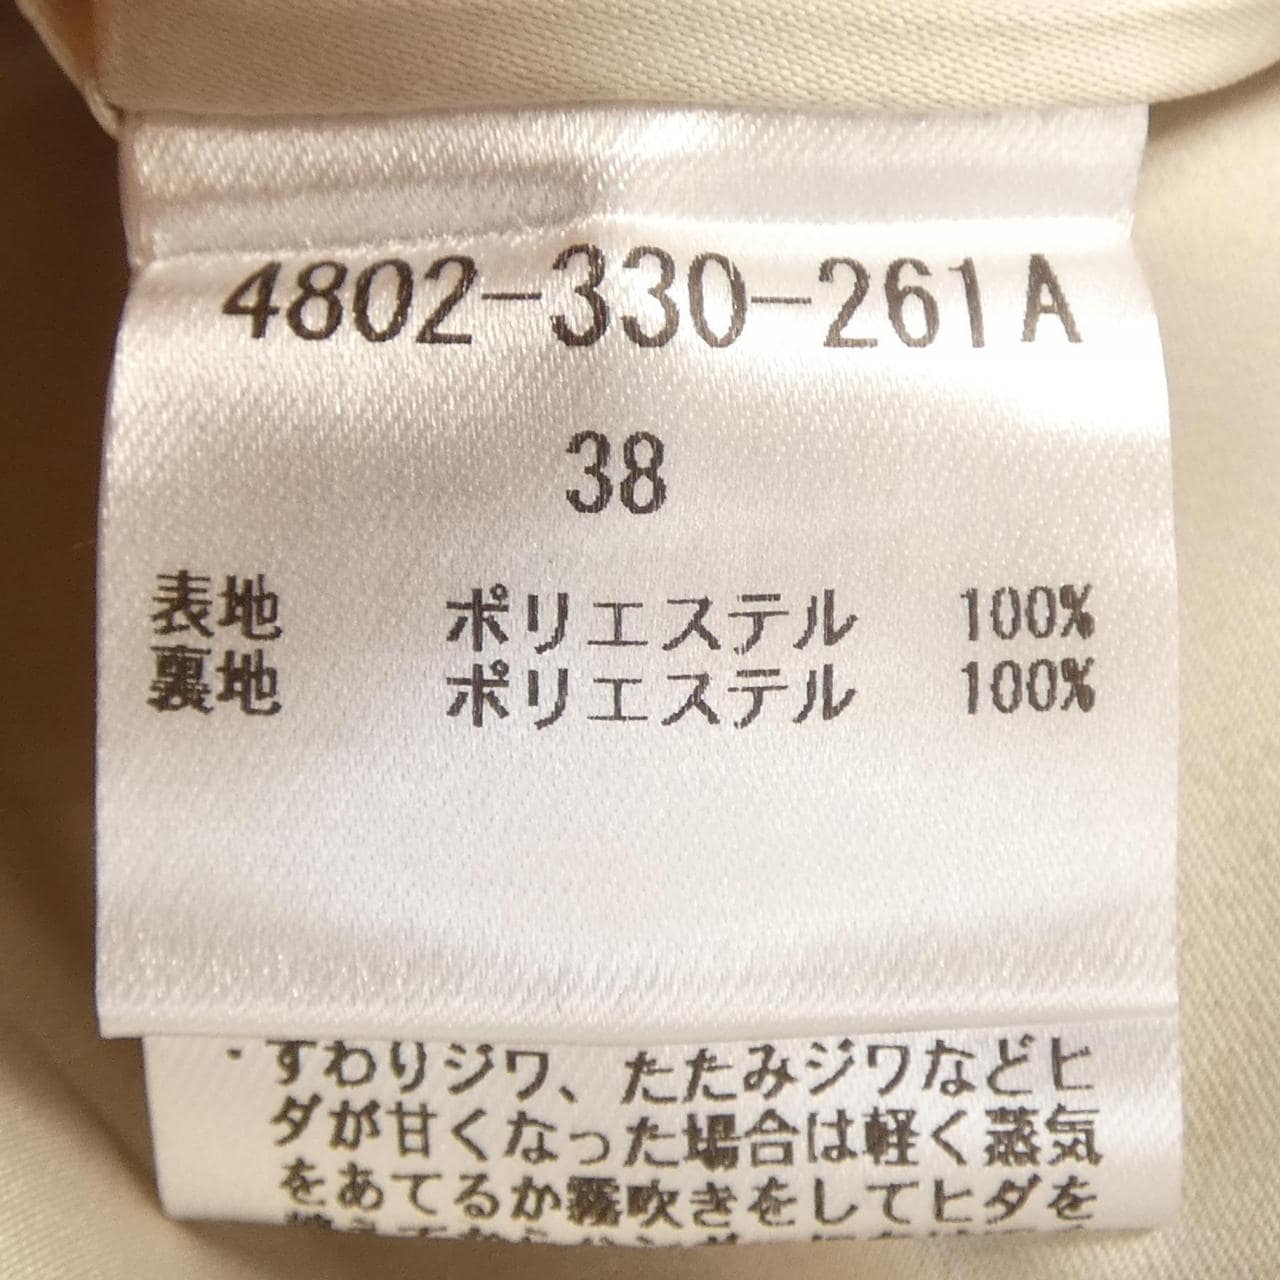 4802-330-261A
38
表地 ポリエステル 100%
裏地 ポリエステル 100%
・すわりジワ、たたみジワなどヒ
ダが甘くなった場合は軽く蒸気
をあてるか霧吹きをしてヒダを